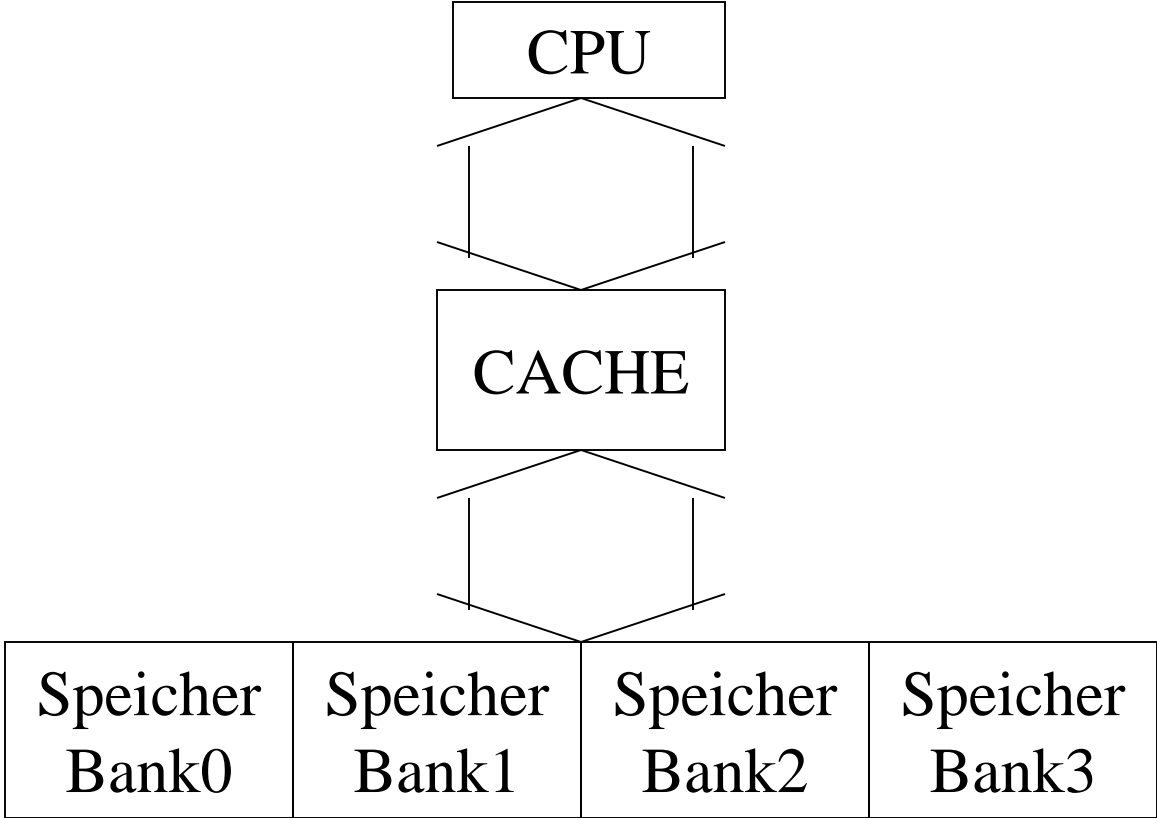 CPU
CACHE
Speicher
Bank0
Speicher
Bank1
Speicher
Bank2
Speicher
Bank3